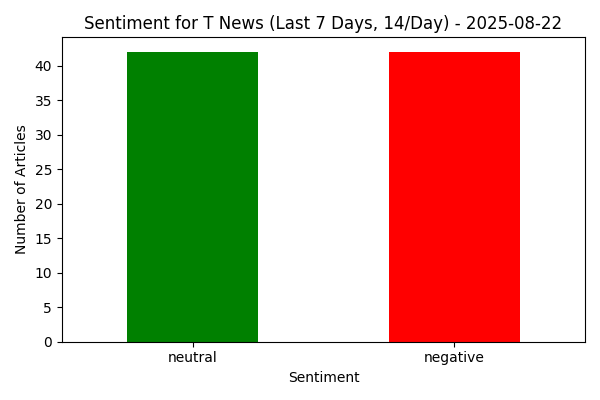 Sentiment for T News (Last 7 Days, 14/Day) - 2025-08-22
Number of Articles
40
35
30
25
20
15
10
5
0
neutral negative
Sentiment